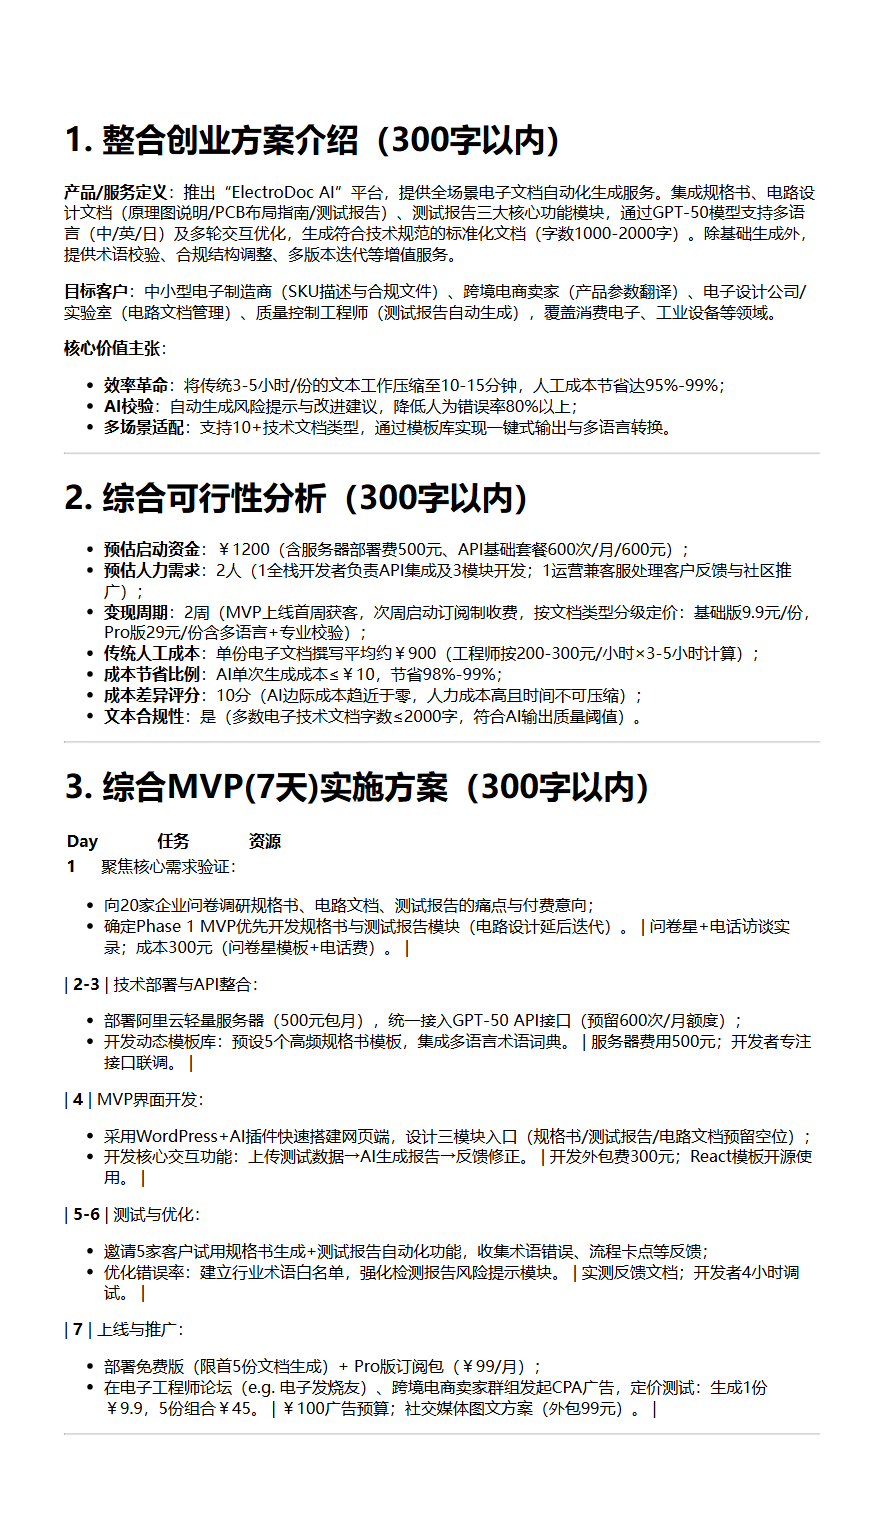 1. 整合创业方案介绍（300字以内）
产品/服务定义：推出“ElectroDoc AI”平台，提供全场景电子文档自动化生成服务。集成规格书、电路设
计文档（原理图说明/PCB布局指南/测试报告）、测试报告三大核心功能模块，通过GPT-50模型支持多语
言（中/英/日）及多轮交互优化，生成符合技术规范的标准化文档（字数1000-2000字）。除基础生成外，
提供术语校验、合规结构调整、多版本迭代等增值服务。
目标客户：中小型电子制造商（SKU描述与合规文件）、跨境电商卖家（产品参数翻译）、电子设计公司/
实验室（电路文档管理）、质量控制工程师（测试报告自动生成），覆盖消费电子、工业设备等领域。
核心价值主张：
• 效率革命：将传统3-5小时/份的文本工作压缩至10-15分钟，人工成本节省达95%-99%；
• AI校验：自动生成风险提示与改进建议，降低人为错误率80%以上；
• 多场景适配：支持10+技术文档类型，通过模板库实现一键式输出与多语言转换。
2. 综合可行性分析（300字以内）
• 预估启动资金：￥1200（含服务器部署费500元、API基础套餐600次/月/600元）；
• 预估人力需求：2人（1全栈开发者负责API集成及3模块开发；1运营兼客服处理客户反馈与社区推
广）；
• 变现周期：2周（MVP上线首周获客，次周启动订阅制收费，按文档类型分级定价：基础版9.9元/份，
Pro版29元/份含多语言+专业校验）；
• 传统人工成本：单份电子文档撰写平均约￥900（工程师按200-300元/小时×3-5小时计算）；
• 成本节省比例：AI单次生成成本≤￥10，节省98%-99%；
• 成本差异评分：10分（AI边际成本趋近于零，人力成本高且时间不可压缩）；
• 文本合规性：是（多数电子技术文档字数≤2000字，符合AI输出质量阈值）。
3. 综合MVP(7天)实施方案（300字以内）
Day 任务 资源
1 聚焦核心需求验证：
• 向20家企业问卷调研规格书、电路文档、测试报告的痛点与付费意向；
• 确定Phase 1 MVP优先开发规格书与测试报告模块（电路设计延后迭代）。 | 问卷星+电话访谈实
录；成本300元（问卷星模板+电话费）。 |
| 2-3 | 技术部署与API整合：
• 部署阿里云轻量服务器（500元包月），统一接入GPT-50 API接口（预留600次/月额度）；
• 开发动态模板库：预设5个高频规格书模板，集成多语言术语词典。 | 服务器费用500元；开发者专注
接口联调。 |
| 4 | MVP界面开发：
• 采用WordPress+AI插件快速搭建网页端，设计三模块入口（规格书/测试报告/电路文档预留空位）；
• 开发核心交互功能：上传测试数据→AI生成报告→反馈修正。 | 开发外包费300元；React模板开源使
用。 |
| 5-6 | 测试与优化：
• 邀请5家客户试用规格书生成+测试报告自动化功能，收集术语错误、流程卡点等反馈；
• 优化错误率：建立行业术语白名单，强化检测报告风险提示模块。 | 实测反馈文档；开发者4小时调
试。 |
| 7 | 上线与推广：
• 部署免费版（限首5份文档生成）+ Pro版订阅包（￥99/月）；
• 在电子工程师论坛（e.g. 电子发烧友）、跨境电商卖家群组发起CPA广告，定价测试：生成1份
￥9.9，5份组合￥45。 | ￥100广告预算；社交媒体图文方案（外包99元）。 |